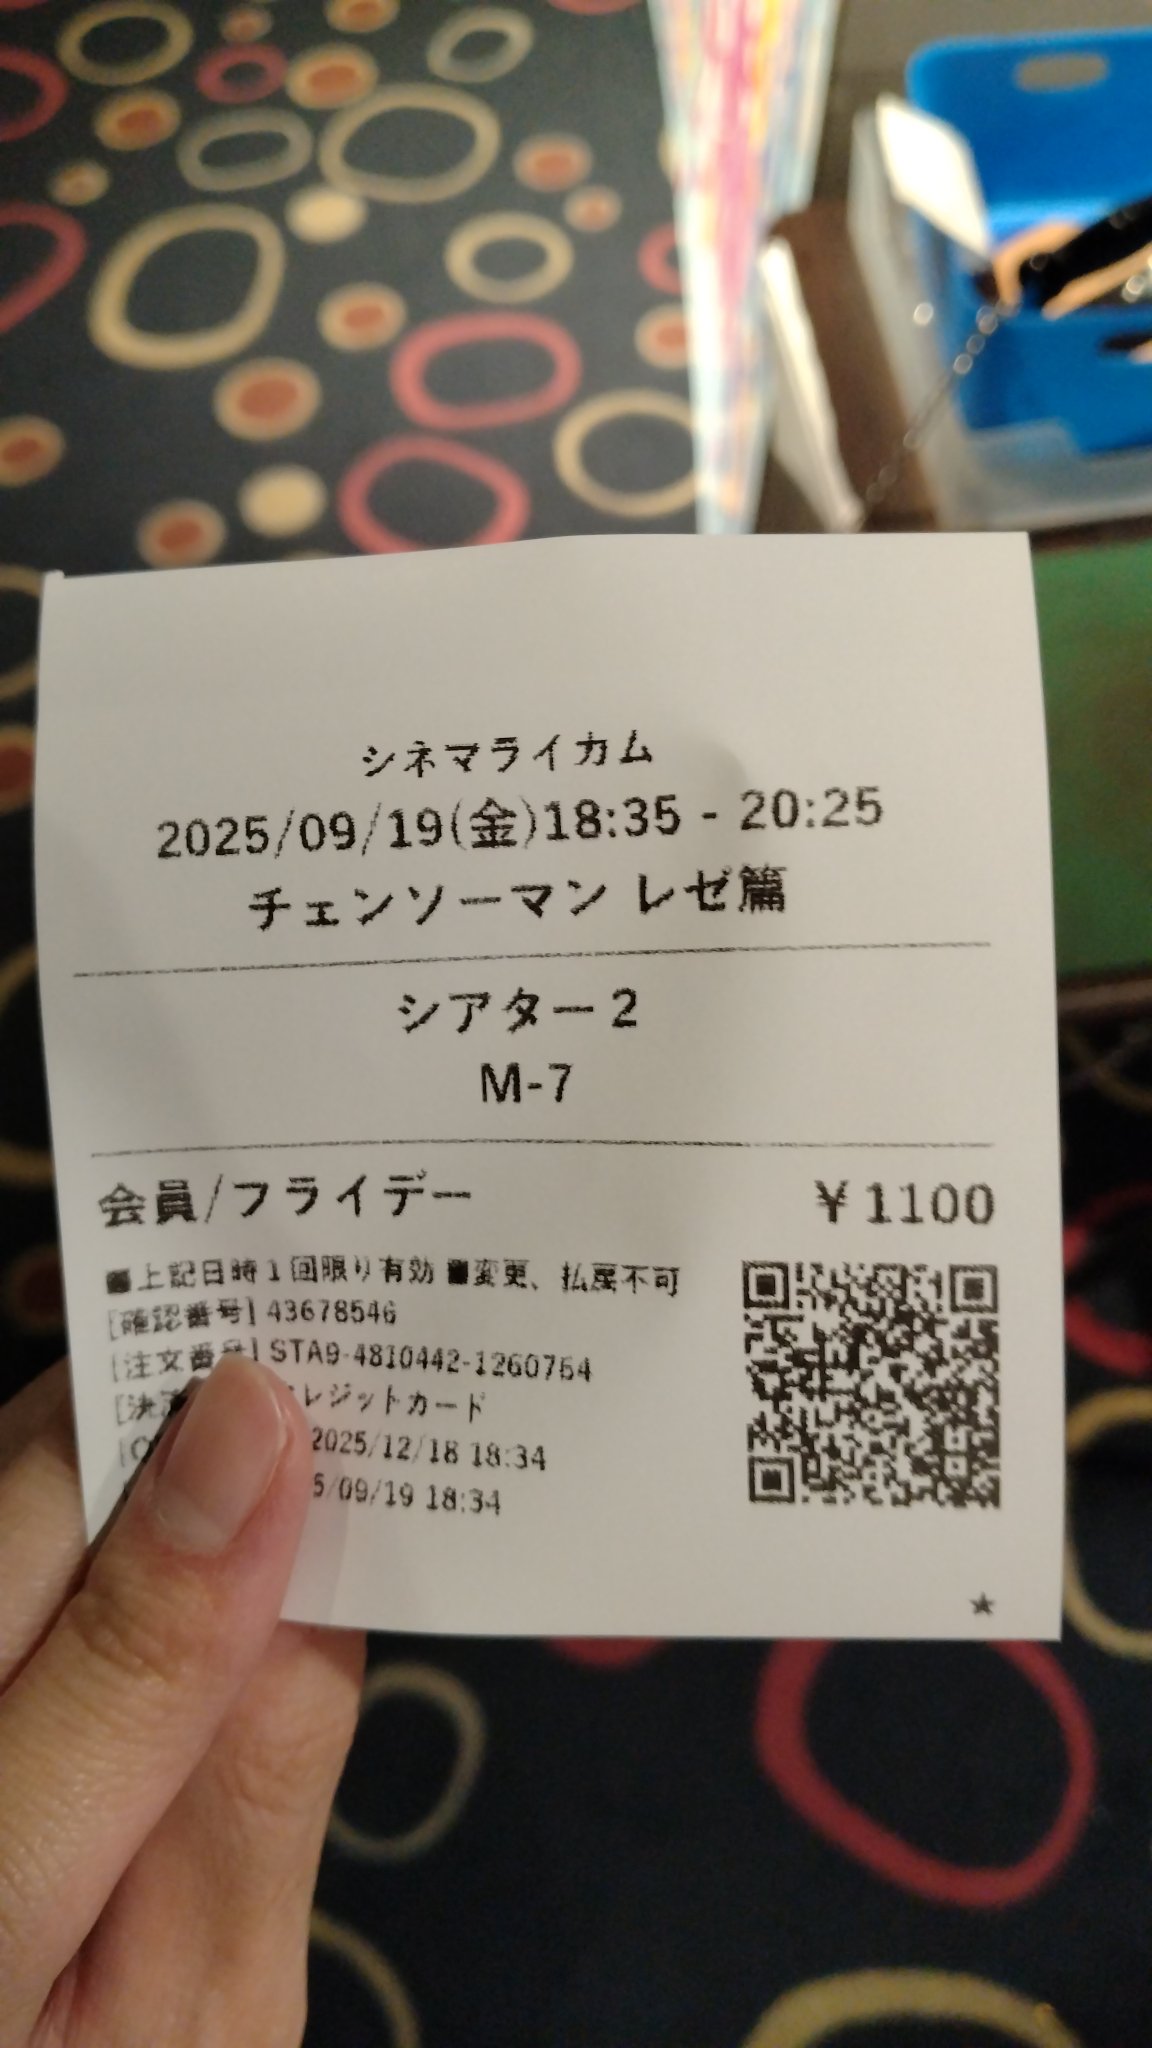 シネマライカム
2025/09/19(金)18:35 - 20:25
チェンソーマン レゼ篇
シアター2
M-7
会員/フライデー ¥1100
■上記日時1回限り有効 ■変更、払戻不可
[確認番号] 43678546
[注文番号] STA9-4810442-1260764
[決済 レジットカード
2025/12/18 18:34
5/09/19 18:34
★